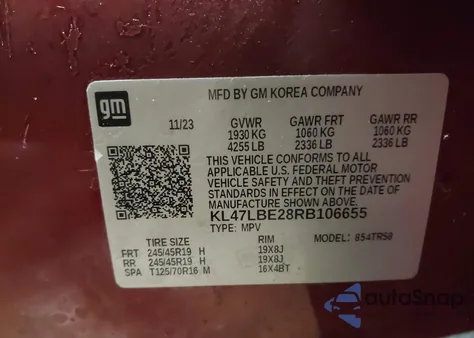 gm
MFD BY GM KOREA COMPANY
11/23 GVWR GAWR FRT GAWR RR
1930 KG 1060 KG 1060 KG
4255 LB 2336 LB 2336 LB
THIS VEHICLE CONFORMS TO ALL
APPLICABLE U.S. FEDERAL MOTOR
VEHICLE SAFETY AND THEFT PREVENTION
STANDARDS IN EFFECT ON THE DATE OF
MANUFACTURE SHOWN ABOVE.
KL47LBE28RB106655
TYPE: MPV MODEL: 854TR58
TIRE SIZE RIM
FRT 245/45R19 H 19X8J
RR 245/45R19 H 19X8J
SPA T125/70R16 M 16X4BT
autoSnap